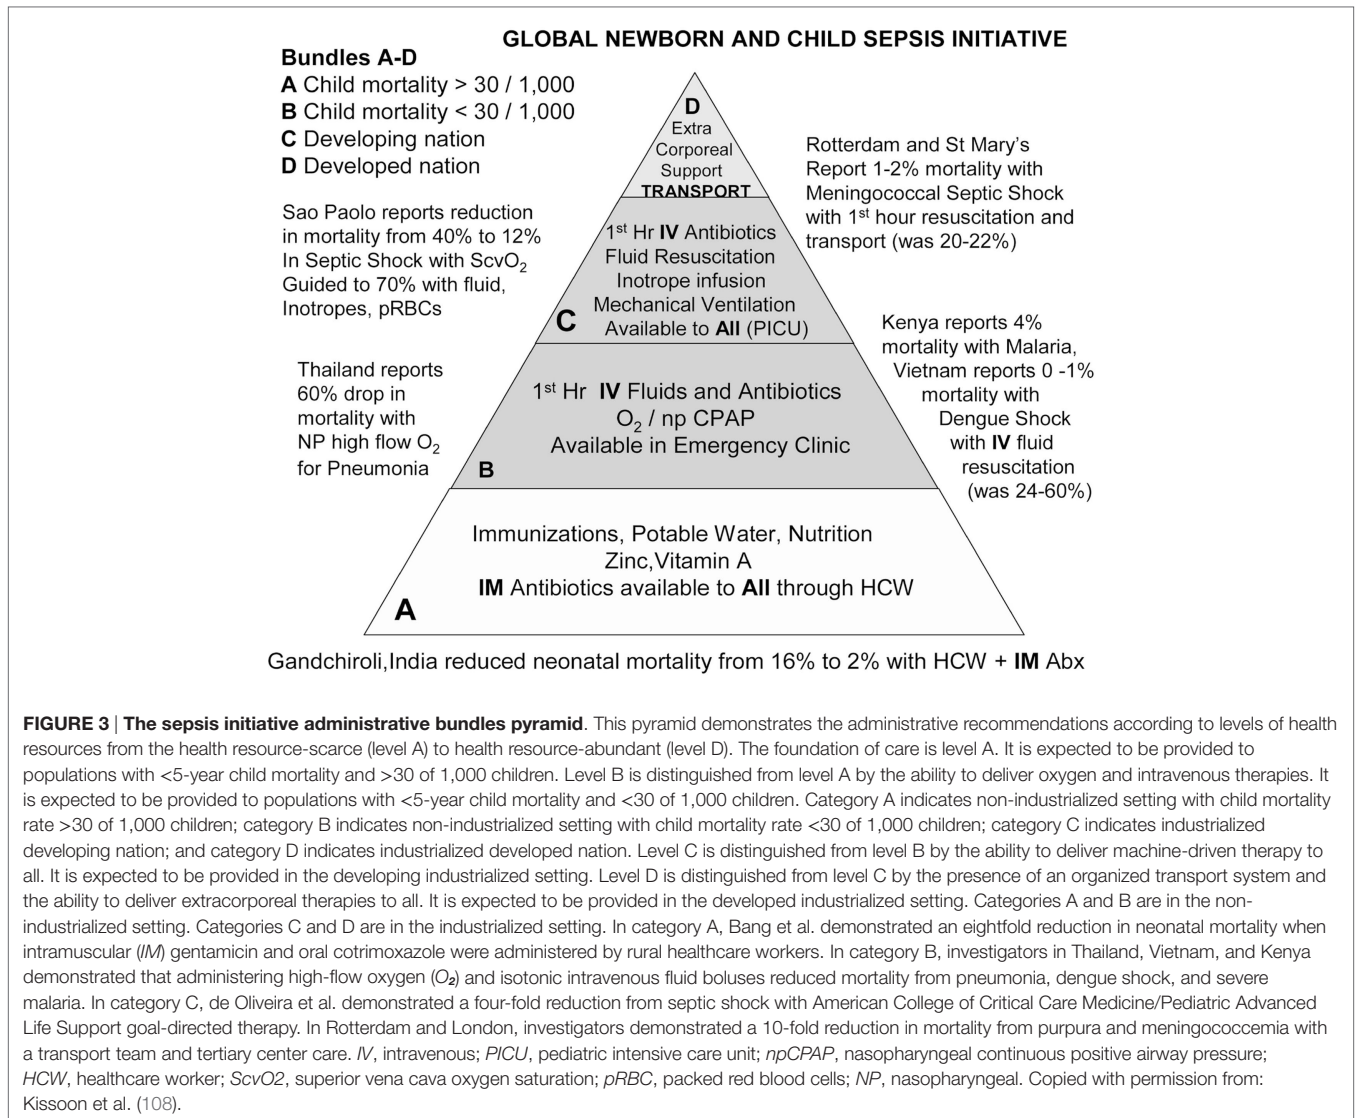 GLOBAL NEWBORN AND CHILD SEPSIS INITIATIVE
Bundles A-D
A Child mortality > 30 / 1,000
B Child mortality < 30 / 1,000
C Developing nation
D Developed nation
D
Extra
Corporeal
Support
TRANSPORT
Rotterdam and St Mary's
Report 1-2% mortality with
Meningococcal Septic Shock
with 1st hour resuscitation and
transport (was 20-22%)
Sao Paolo reports reduction
in mortality from 40% to 12%
In Septic Shock with ScvO2
Guided to 70% with fluid,
Inotropes, pRBCs
1st Hr IV Antibiotics
Fluid Resuscitation
Inotrope infusion
Mechanical Ventilation
Available to All (PICU)
C
Kenya reports 4%
mortality with Malaria,
Vietnam reports 0 -1%
mortality with
Dengue Shock
with IV fluid
resuscitation
(was 24-60%)
Thailand reports
60% drop in
mortality with
NP high flow O2
for Pneumonia
1st Hr IV Fluids and Antibiotics
O2 / np CPAP
Available in Emergency Clinic
B
Immunizations, Potable Water, Nutrition
Zinc,Vitamin A
IM Antibiotics available to All through HCW
A
Gandchiroli,India reduced neonatal mortality from 16% to 2% with HCW + IM Abx
FIGURE 3 | The sepsis initiative administrative bundles pyramid. This pyramid demonstrates the administrative recommendations according to levels of health
resources from the health resource-scarce (level A) to health resource-abundant (level D). The foundation of care is level A. It is expected to be provided to
populations with <5-year child mortality and >30 of 1,000 children. Level B is distinguished from level A by the ability to deliver oxygen and intravenous therapies. It
is expected to be provided to populations with <5-year child mortality and <30 of 1,000 children. Category A indicates non-industrialized setting with child mortality
rate >30 of 1,000 children; category B indicates non-industrialized setting with child mortality rate <30 of 1,000 children; category C indicates industrialized
developing nation; and category D indicates industrialized developed nation. Level C is distinguished from level B by the ability to deliver machine-driven therapy to
all. It is expected to be provided in the developing industrialized setting. Level D is distinguished from level C by the presence of an organized transport system and
the ability to deliver extracorporeal therapies to all. It is expected to be provided in the developed industrialized setting. Categories A and B are in the non-
industrialized setting. Categories C and D are in the industrialized setting. In category A, Bang et al. demonstrated an eightfold reduction in neonatal mortality when
intramuscular (IM) gentamicin and oral cotrimoxazole were administered by rural healthcare workers. In category B, investigators in Thailand, Vietnam, and Kenya
demonstrated that administering high-flow oxygen (O2) and isotonic intravenous fluid boluses reduced mortality from pneumonia, dengue shock, and severe
malaria. In category C, de Oliveira et al. demonstrated a four-fold reduction from septic shock with American College of Critical Care Medicine/Pediatric Advanced
Life Support goal-directed therapy. In Rotterdam and London, investigators demonstrated a 10-fold reduction in mortality from purpura and meningococcemia with
a transport team and tertiary center care. IV, intravenous; PICU, pediatric intensive care unit; npCPAP, nasopharyngeal continuous positive airway pressure;
HCW, healthcare worker; ScvO2, superior vena cava oxygen saturation; pRBC, packed red blood cells; NP, nasopharyngeal. Copied with permission from:
Kissoon et al. (108).